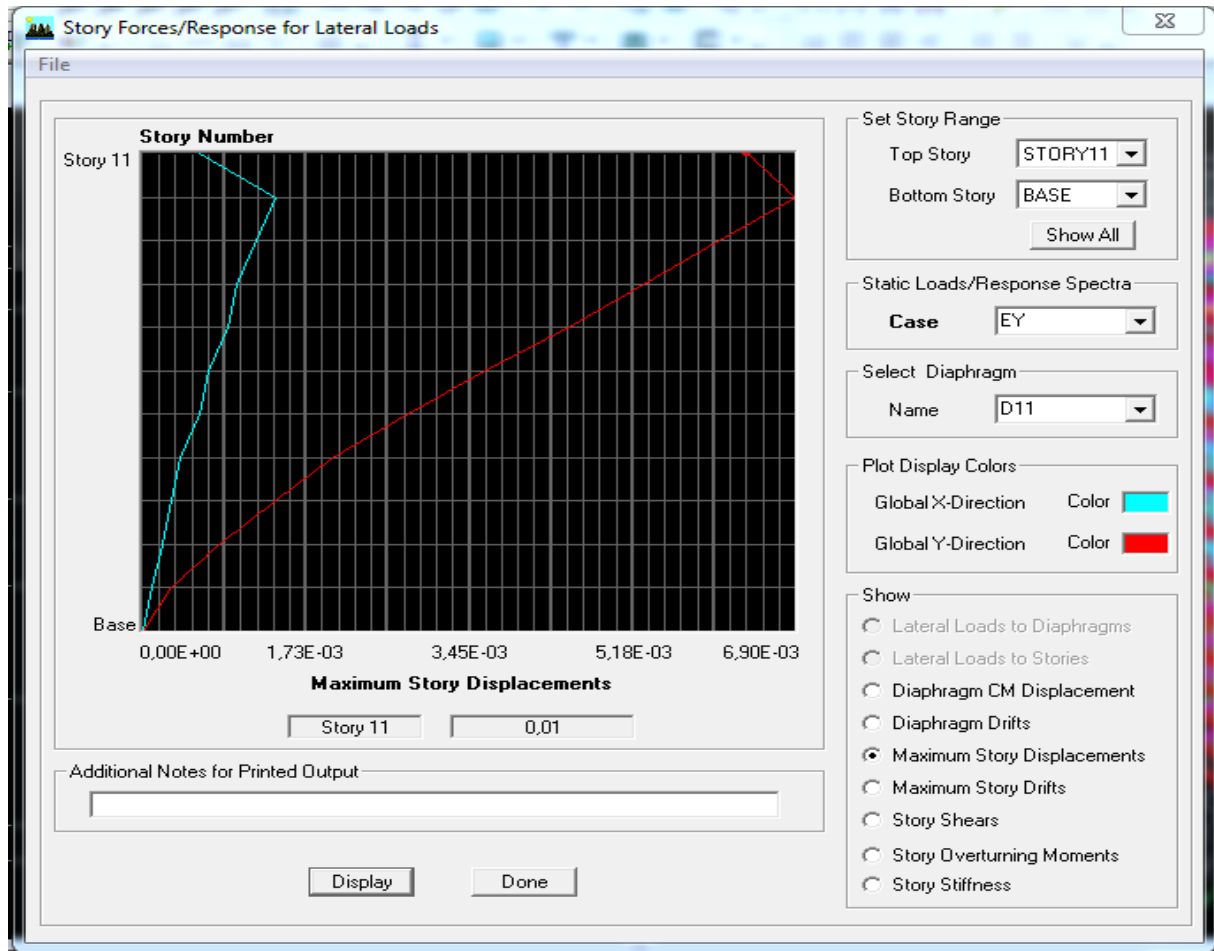 Story Forces/Response for Lateral Loads
File
Story Number
Story 11
Base
0,00E+00 1,73E-03 3,45E-03 5,18E-03 6,90E-03
Maximum Story Displacements
Story 11 0,01
Additional Notes for Printed Output
Display Done
Set Story Range
Top Story STORY11
Bottom Story BASE
Show All
Static Loads/Response Spectra
Case EY
Select Diaphragm
Name D11
Plot Display Colors
Global X-Direction Color
Global Y-Direction Color
Show
Lateral Loads to Diaphragms
Lateral Loads to Stories
Diaphragm CM Displacement
Diaphragm Drifts
Maximum Story Displacements
Maximum Story Drifts
Story Shears
Story Overturning Moments
Story Stiffness